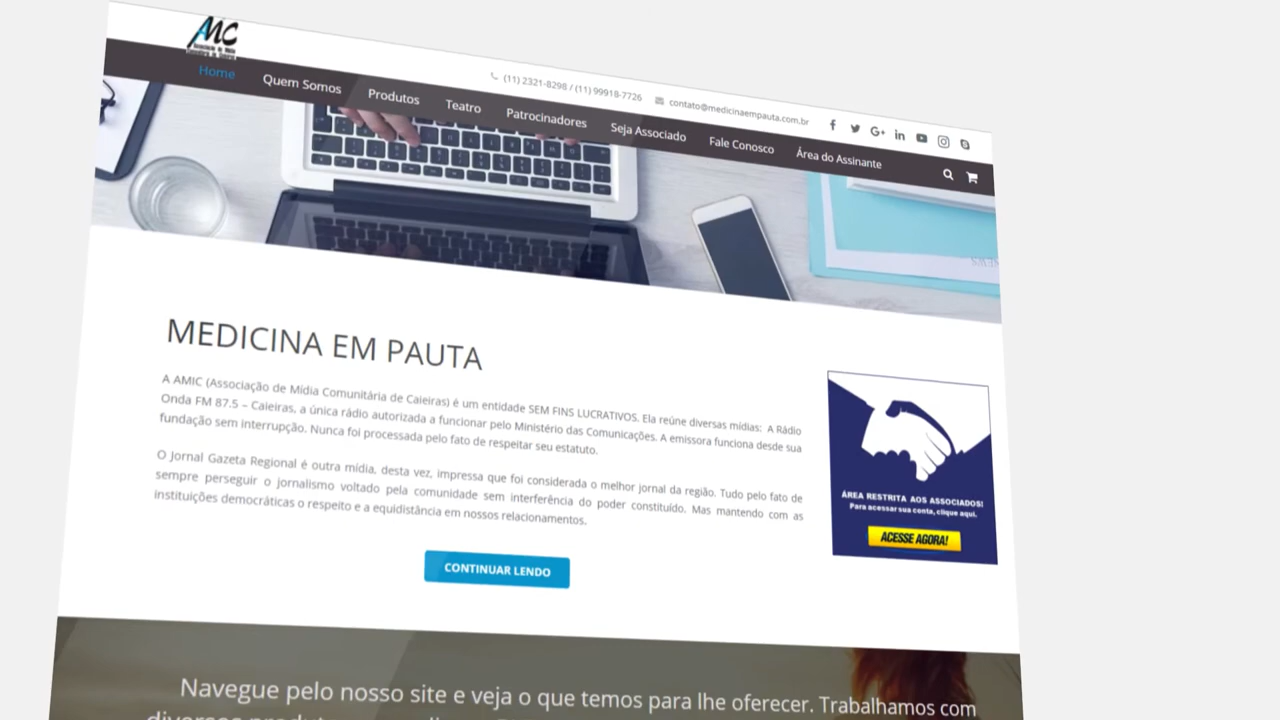 AMC
(11) 2321-8298 / (11) 99918-7726
contato@medicinaempauta.com.br
Home
Quem Somos
Produtos
Teatro
Patrocinadores
Seja Associado
Fale Conosco
Área do Assinante
MEDICINA EM PAUTA
A AMIC (Associação de Mídia Comunitária de Caieiras) é um entidade SEM FINS LUCRATIVOS. Ela reúne diversas mídias: A Rádio
Onda FM 87.5 – Caieiras, a única rádio autorizada a funcionar pelo Ministério das Comunicações. A emissora funciona desde sua
fundação sem interrupção. Nunca foi processada pelo fato de respeitar seu estatuto.
O Jornal Gazeta Regional é outra mídia, desta vez, impressa que foi considerada o melhor jornal da região. Tudo pelo fato de
sempre perseguir o jornalismo voltado pela comunidade sem interferência do poder constituído. Mas mantendo com as
instituições democráticas o respeito e a equidistância em nossos relacionamentos.
CONTINUAR LENDO
ÁREA RESTRITA AOS ASSOCIADOS!
Para acessar sua conta, clique aqui.
ACESSE AGORA!
Navegue pelo nosso site e veja o que temos para lhe oferecer. Trabalhamos com